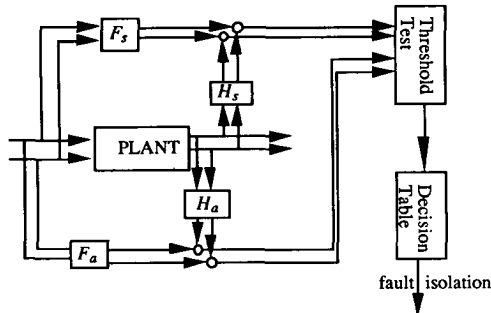 F_s
Threshold
Test
H_s
PLANT
H_a
Decision
Table
F_a
fault isolation